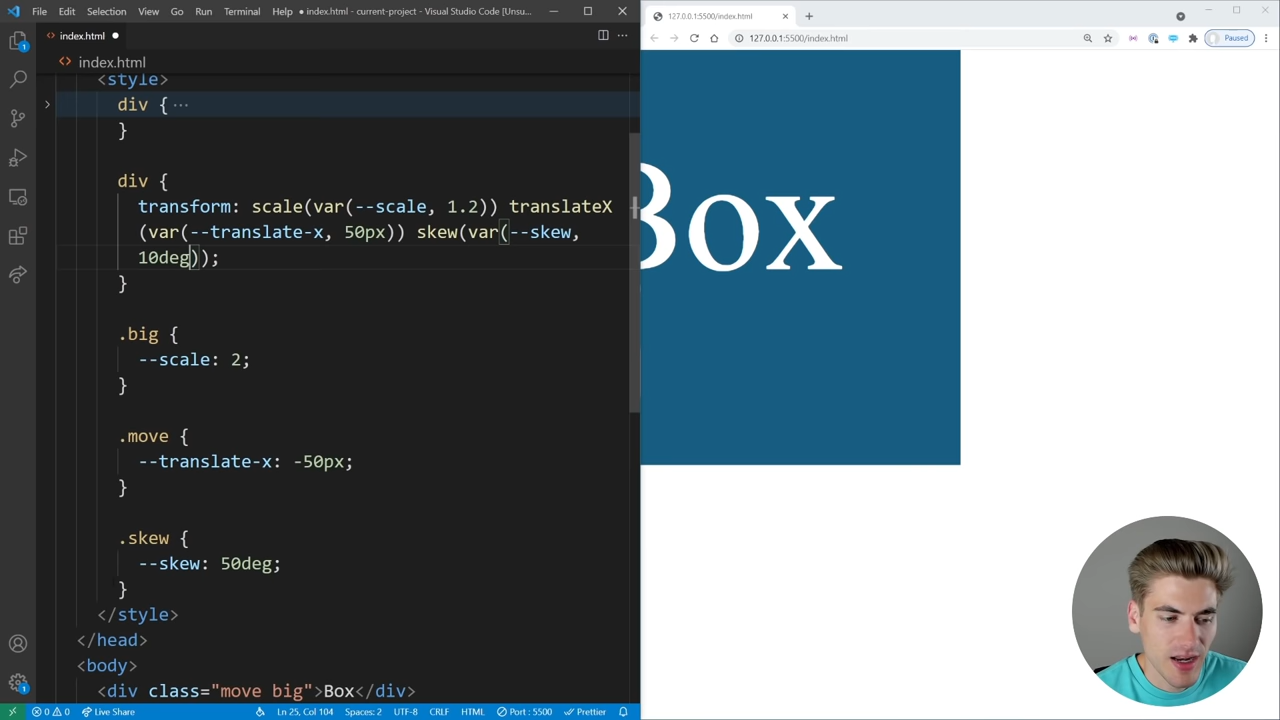 File Edit Selection View Go Run Terminal Help ● index.html - current-project - Visual Studio Code [Unsu...
index.html
index.html
<style>
div { ...
}
div {
transform: scale(var(--scale, 1.2)) translateX
(var(--translate-x, 50px)) skew(var(--skew,
10deg));
}
.big {
--scale: 2;
}
.move {
--translate-x: -50px;
}
.skew {
--skew: 50deg;
}
</style>
</head>
<body>
<div class="move big">Box</div>
0 0 Live Share Ln 25, Col 104 Spaces: 2 UTF-8 CRLF HTML Port : 5500 Prettier
1
1
127.0.0.1:5500/index.html
127.0.0.1:5500/index.html
Paused
Box